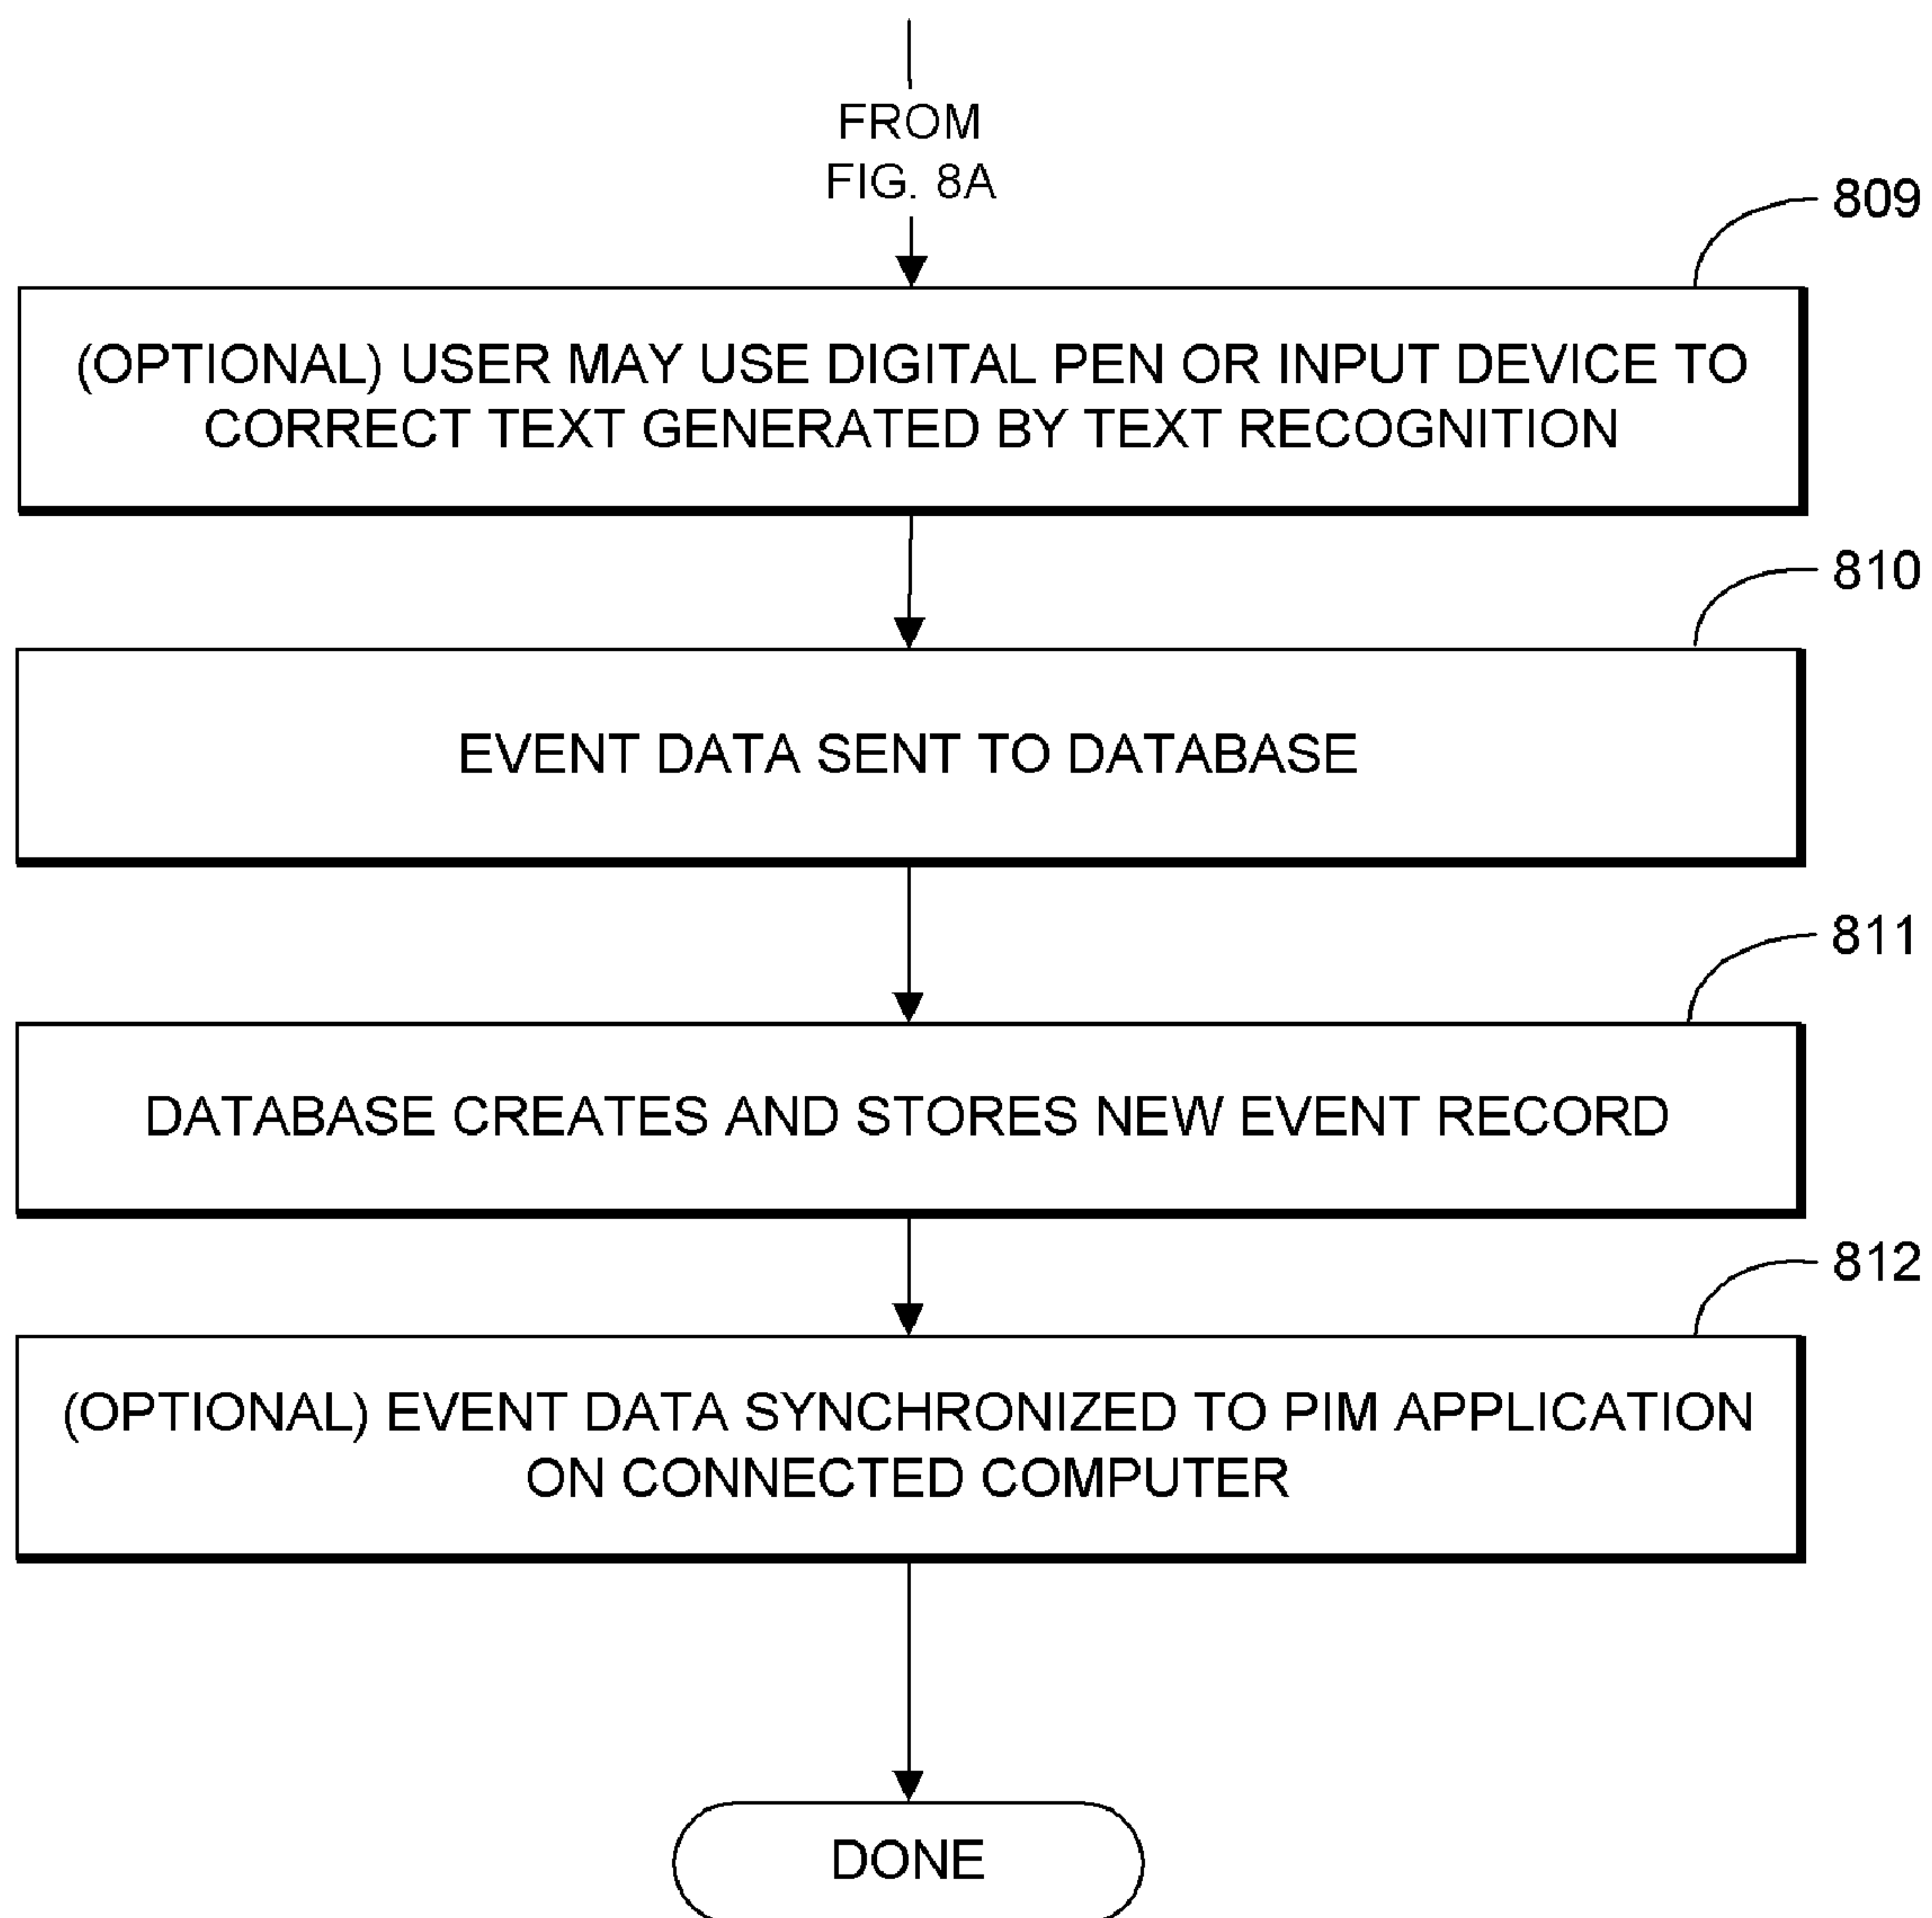 FROM
FIG. 8A
809
(OPTIONAL) USER MAY USE DIGITAL PEN OR INPUT DEVICE TO
CORRECT TEXT GENERATED BY TEXT RECOGNITION
810
EVENT DATA SENT TO DATABASE
811
DATABASE CREATES AND STORES NEW EVENT RECORD
812
(OPTIONAL) EVENT DATA SYNCHRONIZED TO PIM APPLICATION
ON CONNECTED COMPUTER
DONE